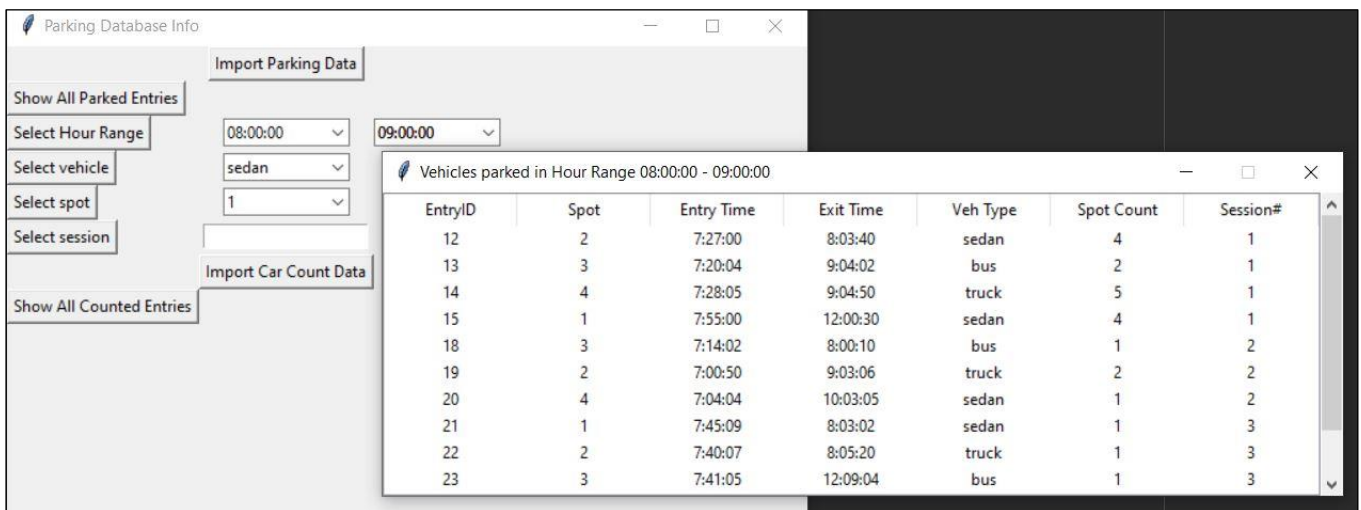 Parking Database Info
Import Parking Data
Show All Parked Entries
Select Hour Range 08:00:00 09:00:00
Select vehicle sedan
Select spot 1
Select session
Import Car Count Data
Show All Counted Entries
Vehicles parked in Hour Range 08:00:00 - 09:00:00
EntryID Spot Entry Time Exit Time Veh Type Spot Count Session#
12 2 7:27:00 8:03:40 sedan 4 1
13 3 7:20:04 9:04:02 bus 2 1
14 4 7:28:05 9:04:50 truck 5 1
15 1 7:55:00 12:00:30 sedan 4 1
18 3 7:14:02 8:00:10 bus 1 2
19 2 7:00:50 9:03:06 truck 2 2
20 4 7:04:04 10:03:05 sedan 1 2
21 1 7:45:09 8:03:02 sedan 1 3
22 2 7:40:07 8:05:20 truck 1 3
23 3 7:41:05 12:09:04 bus 1 3